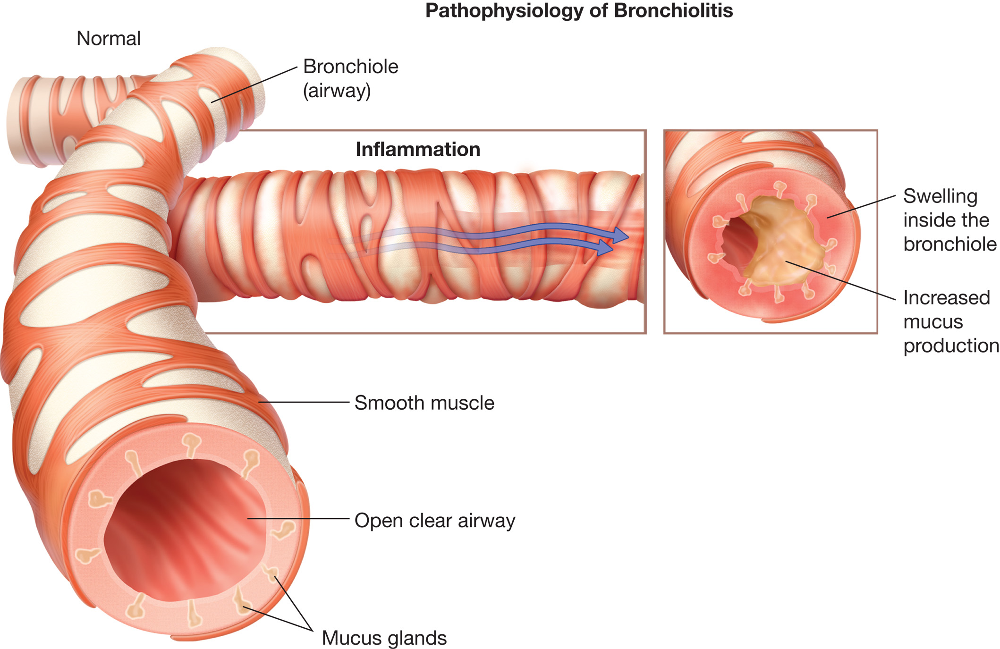 Pathophysiology of Bronchiolitis
Normal
Bronchiole
(airway)
Inflammation
Swelling
inside the
bronchiole
Increased
mucus
production
Smooth muscle
Open clear airway
Mucus glands